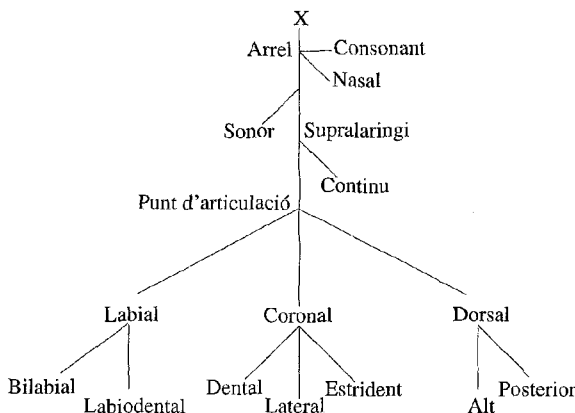 X
Arrel Consonant
Nasal
Sonor Supralaringi
Continu
Punt d'articulació
Labial Coronal Dorsal
Bilabial Dental Estrident Posterior
Labiodental Lateral Alt